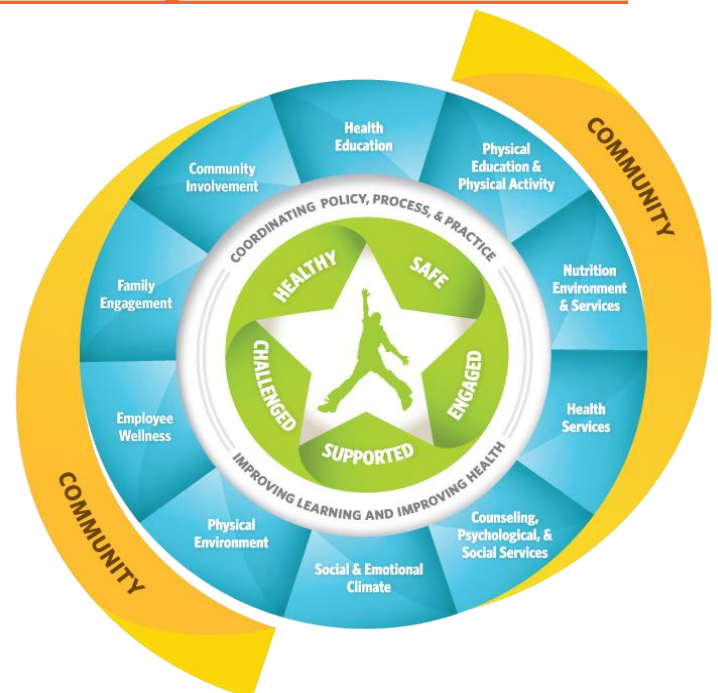 COMMUNITY
Health
Education
Physical
Education &
Physical Activity
Nutrition
Environment
& Services
Health
Services
Counseling,
Psychological, &
Social Services
Social & Emotional
Climate
Physical
Environment
Employee
Wellness
Family
Engagement
Community
Involvement
COORDINATING POLICY, PROCESS, & PRACTICE
IMPROVING LEARNING AND IMPROVING HEALTH
HEALTHY
SAFE
ENGAGED
SUPPORTED
CHALLENGED
COMMUNITY